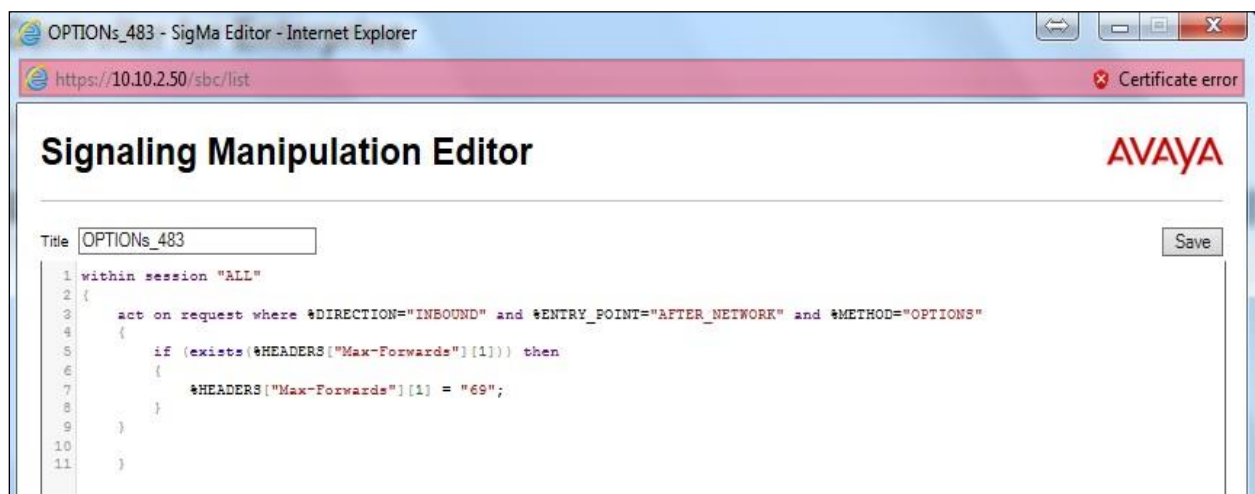 OPTIONs_483 - SigMa Editor - Internet Explorer
https://10.10.2.50/sbc/list
Certificate error
Signaling Manipulation Editor
AVAYA
Title OPTIONs_483
Save
1 within session "ALL"
2 {
3 act on request where %DIRECTION="INBOUND" and %ENTRY_POINT="AFTER_NETWORK" and %METHOD="OPTIONS"
4 {
5 if (exists(%HEADERS["Max-Forwards"][1])) then
6 {
7 %HEADERS["Max-Forwards"][1] = "69";
8 }
9 }
10
11 }